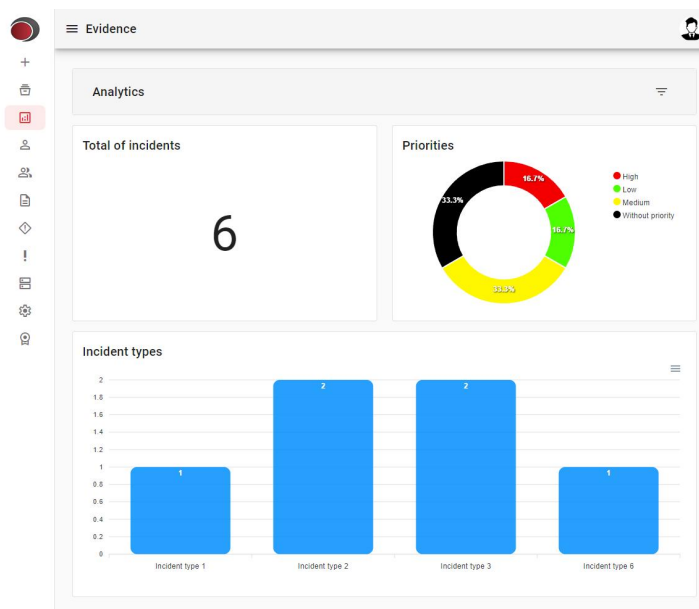 Evidence
Analytics
Total of incidents
6
Priorities
16.7%
33.3%
16.7%
33.3%
High
Low
Medium
Without priority
Incident types
2
1.8
1.6
1.4
1.2
1
0.8
0.6
0.4
0.2
0
1
2
2
1
Incident type 1
Incident type 2
Incident type 3
Incident type 6